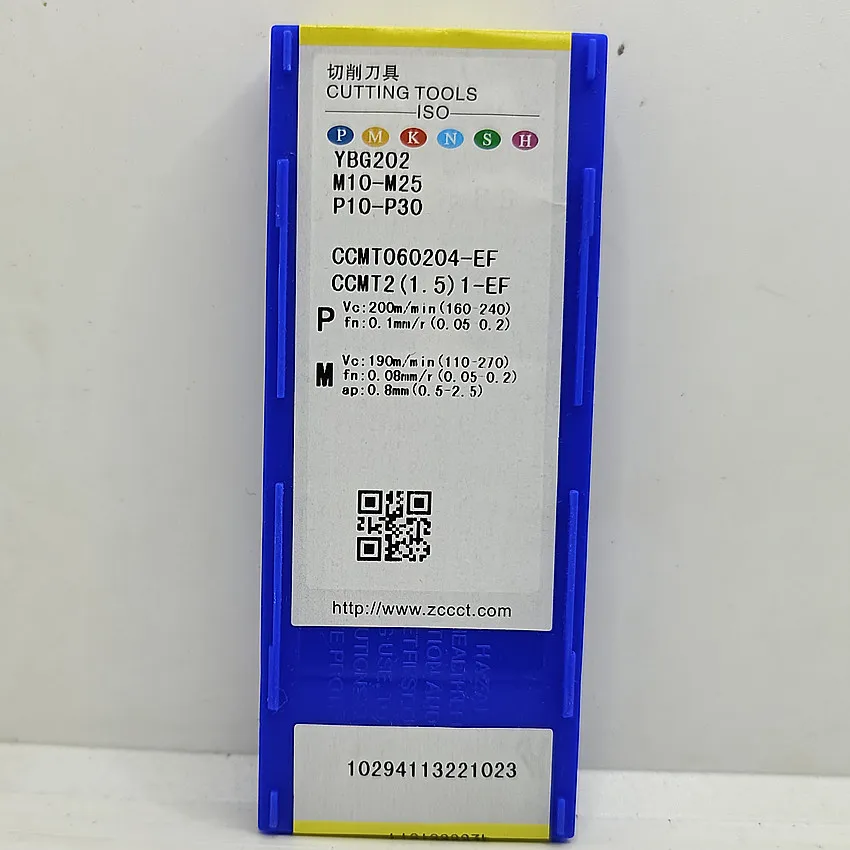 切削刀具
CUTTING TOOLS
ISO
P M K N S H
YBG202
M10-M25
P10-P30
CCMT060204-EF
CCMT2(1.5)1-EF
P
Vc:200m/min(160-240)
fn:0.1mm/r(0.05 0.2)
M
Vc:190m/min(110-270)
fn:0.08mm/r(0.05-0.2)
ap:0.8mm(0.5-2.5)
http://www.zccct.com
10294113221023